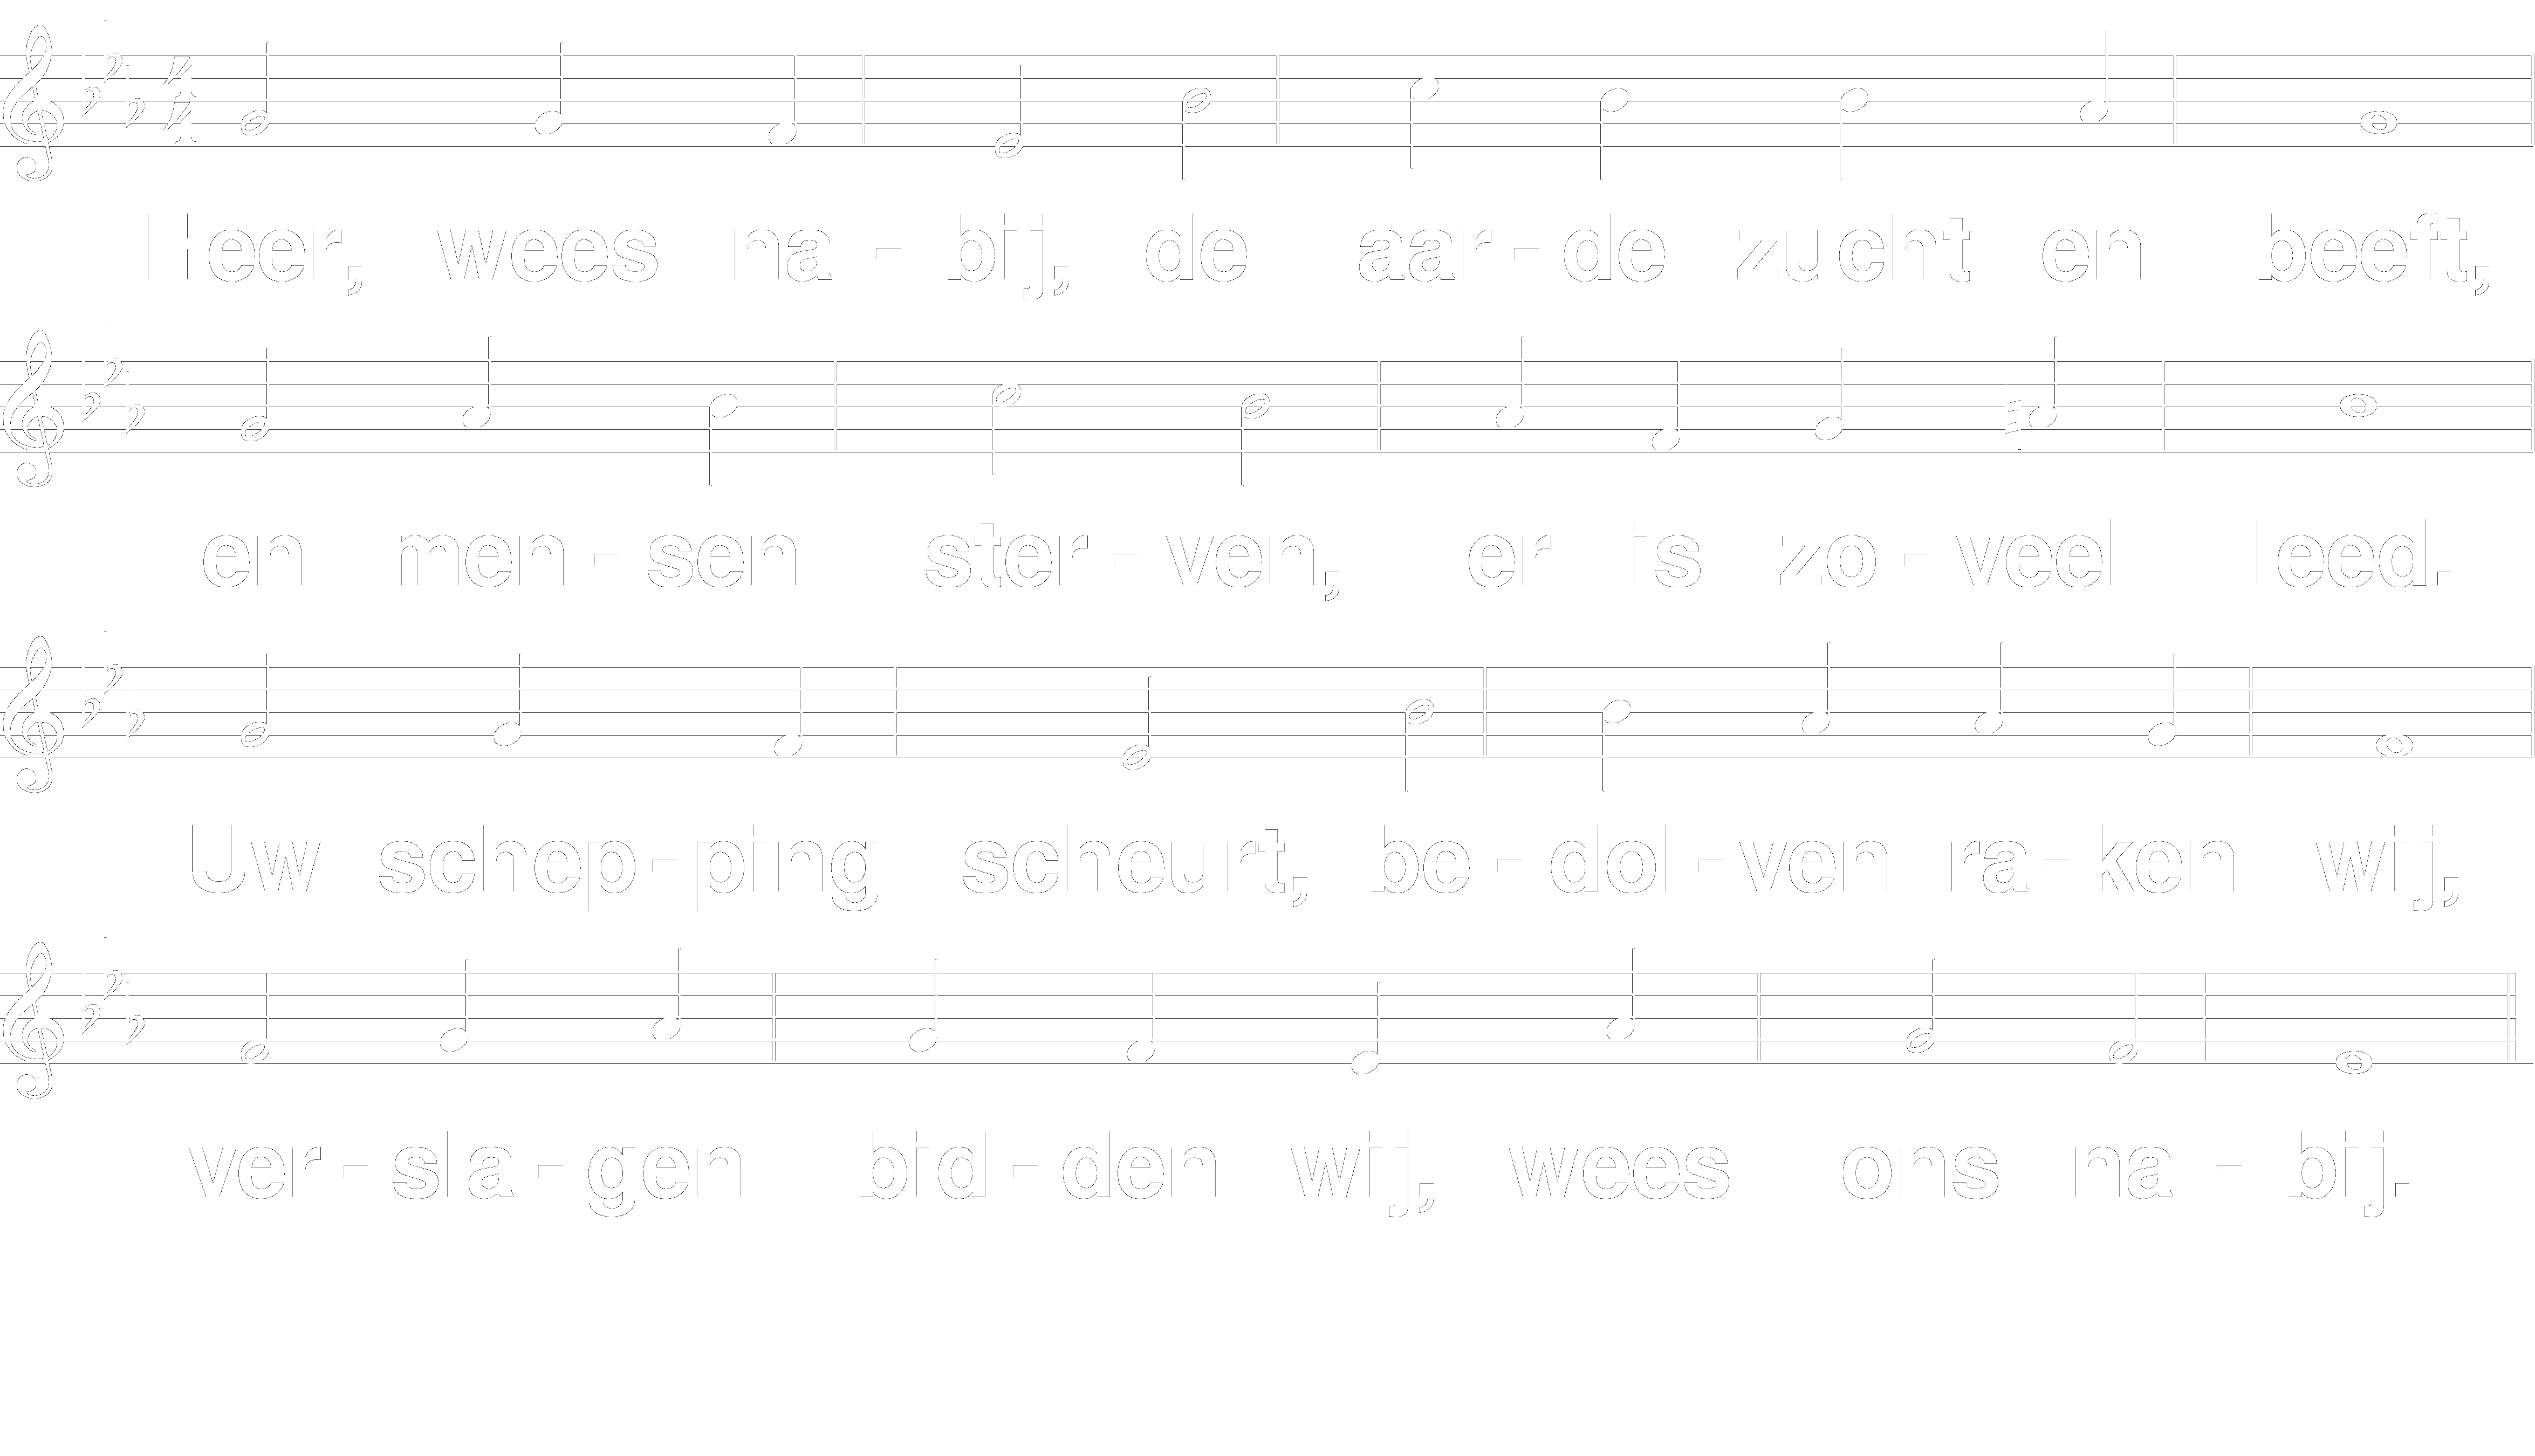 Heer, wees na - bij, de aar - de zucht en beeft,
en men - sen ster - ven, er is zo - veel leed.
Uw schep - ping scheurt, be - dol - ven ra - ken wij,
ver - sla - gen bid - den wij, wees ons na - bij.